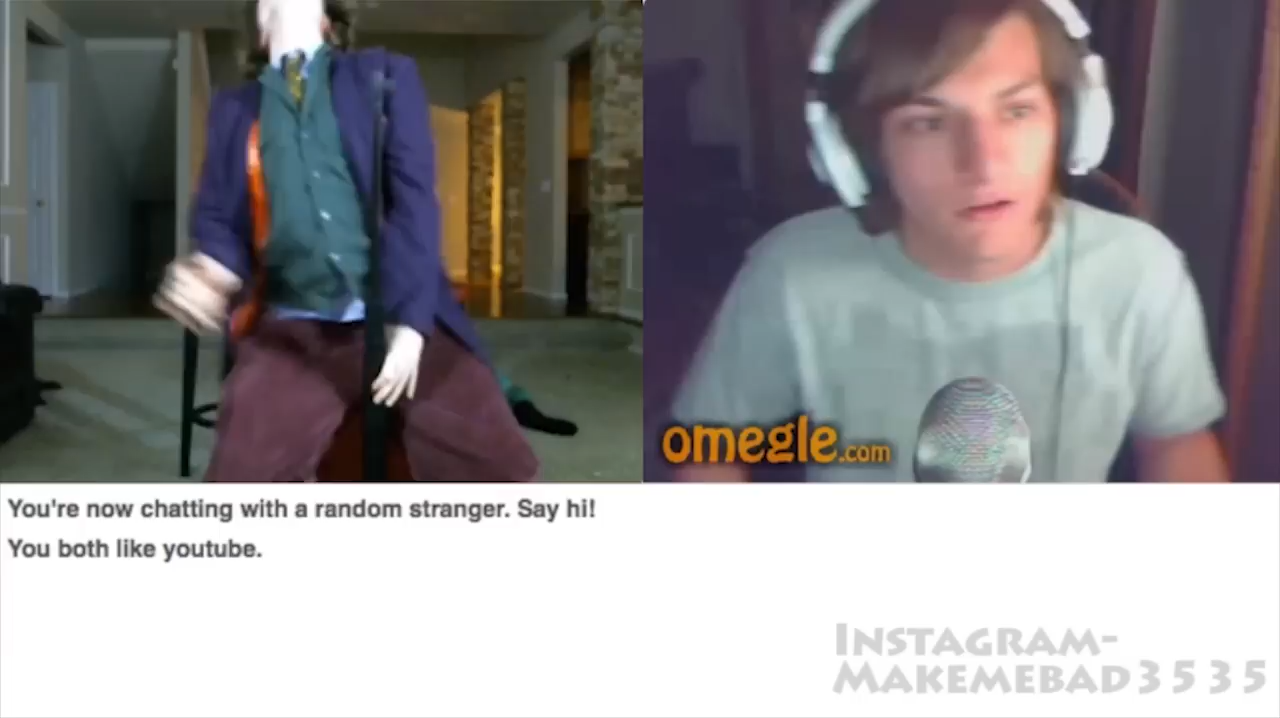 omegle.com
You're now chatting with a random stranger. Say hi!
You both like youtube.
Instagram-
Makemebad3535